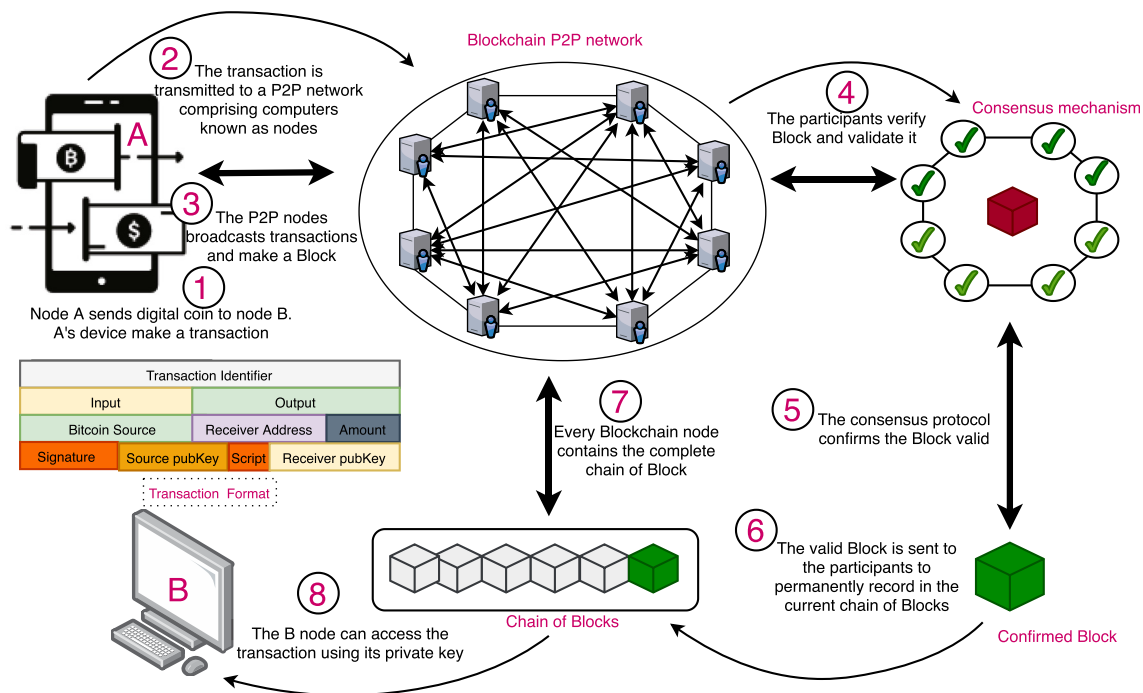 Blockchain P2P network
2
The transaction is
transmitted to a P2P network
comprising computers
known as nodes
A
₿
$
3
The P2P nodes
broadcasts transactions
and make a Block
1
Node A sends digital coin to node B.
A's device make a transaction
4
The participants verify
Block and validate it
Consensus mechanism
Transaction Identifier
Input Output
Bitcoin Source Receiver Address Amount
Signature Source pubKey Script Receiver pubKey
Transaction Format
7
Every Blockchain node
contains the complete
chain of Block
5
The consensus protocol
confirms the Block valid
6
The valid Block is sent to
the participants to
permanently record in the
current chain of Blocks
Confirmed Block
Chain of Blocks
8
The B node can access the
transaction using its private key
B